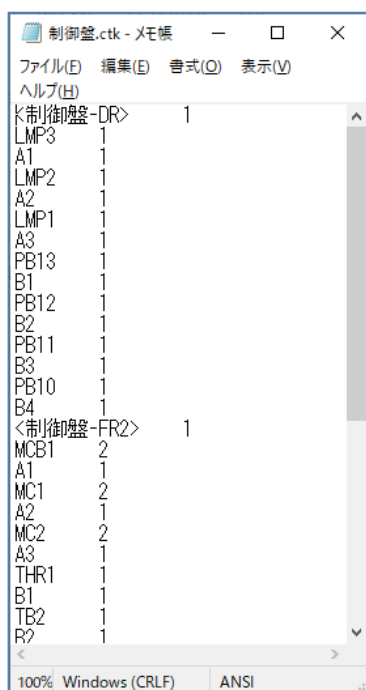 制御盤.ctk - メモ帳
ファイル(F) 編集(E) 書式(O) 表示(V)
ヘルプ(H)
<制御盤-DR> 1
LMP3 1
A1 1
LMP2 1
A2 1
LMP1 1
A3 1
PB13 1
B1 1
PB12 1
B2 1
PB11 1
B3 1
PB10 1
B4 1
<制御盤-FR2> 1
MCB1 2
A1 1
MC1 2
A2 1
MC2 2
A3 1
THR1 1
B1 1
TB2 1
B2 1
100% Windows (CRLF) ANSI